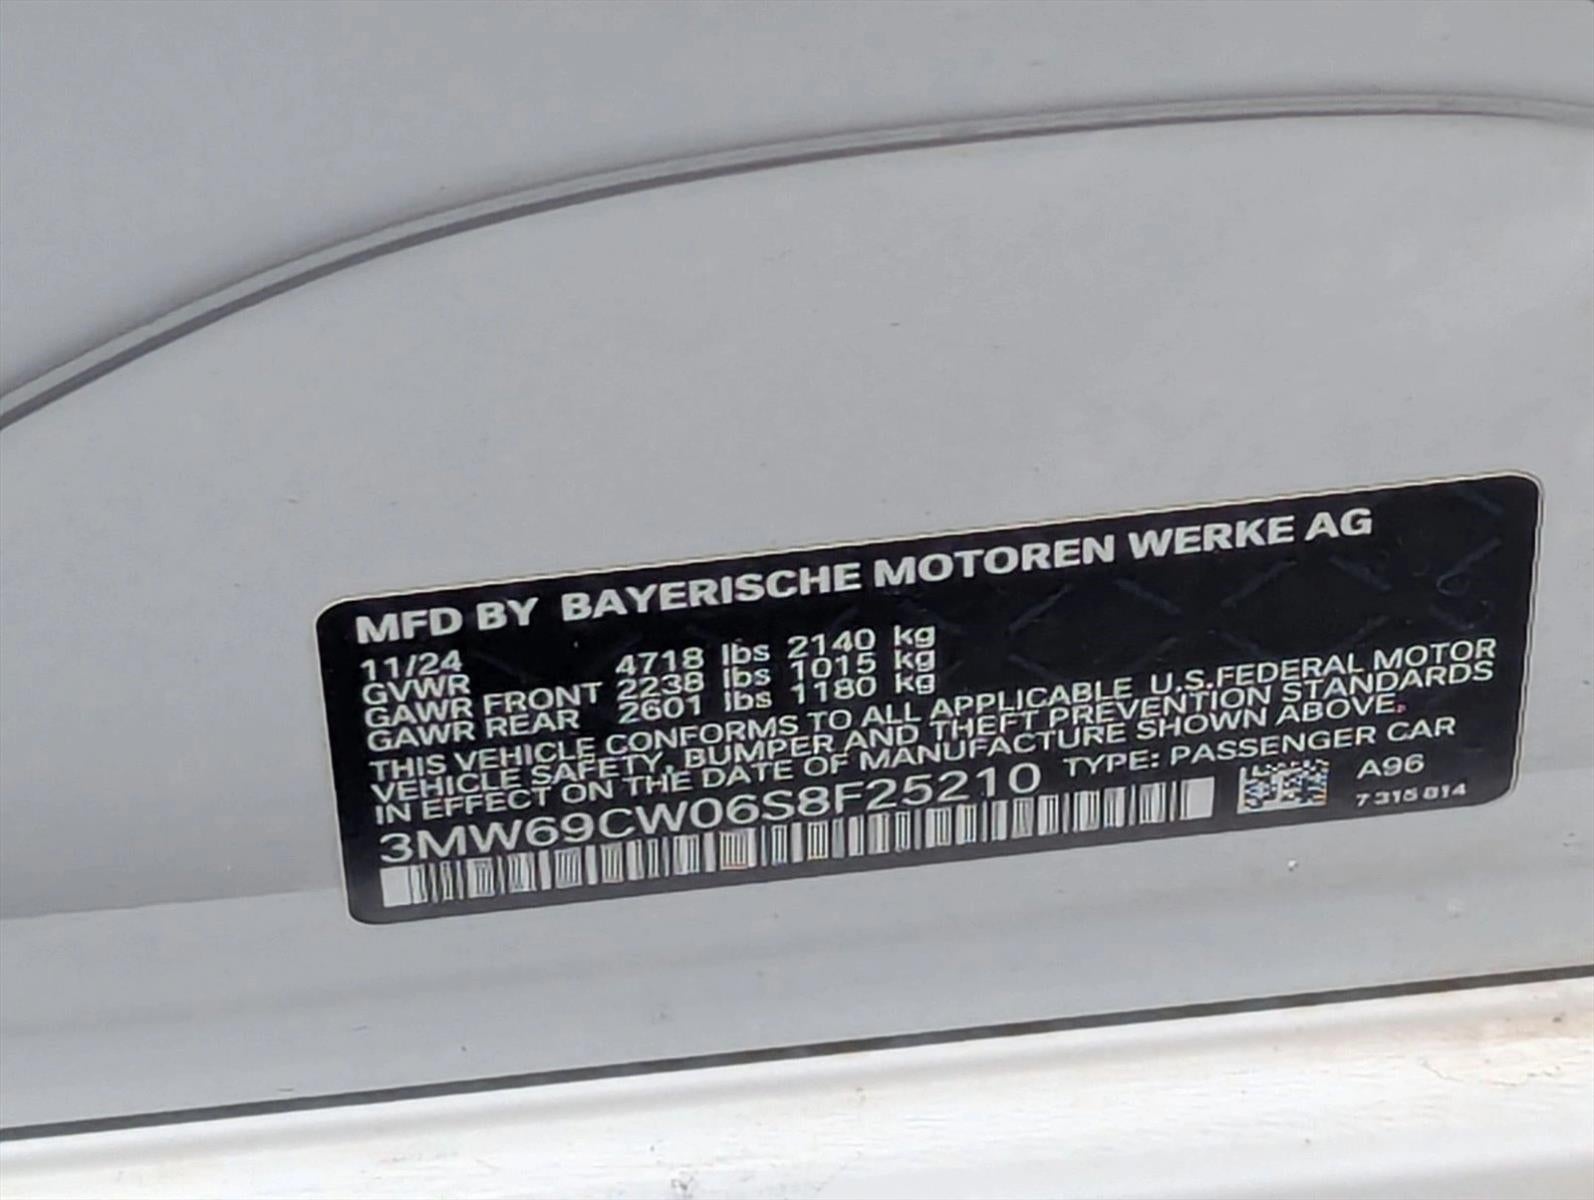 MFD BY BAYERISCHE MOTOREN WERKE AG
11/24
GVWR 4718 lbs 2140 kg
GAWR FRONT 2238 lbs 1015 kg
GAWR REAR 2601 lbs 1180 kg
THIS VEHICLE CONFORMS TO ALL APPLICABLE U.S.FEDERAL MOTOR
VEHICLE SAFETY, BUMPER AND THEFT PREVENTION STANDARDS
IN EFFECT ON THE DATE OF MANUFACTURE SHOWN ABOVE.
3MW69CW06S8F25210 TYPE: PASSENGER CAR
A96
7 315 814